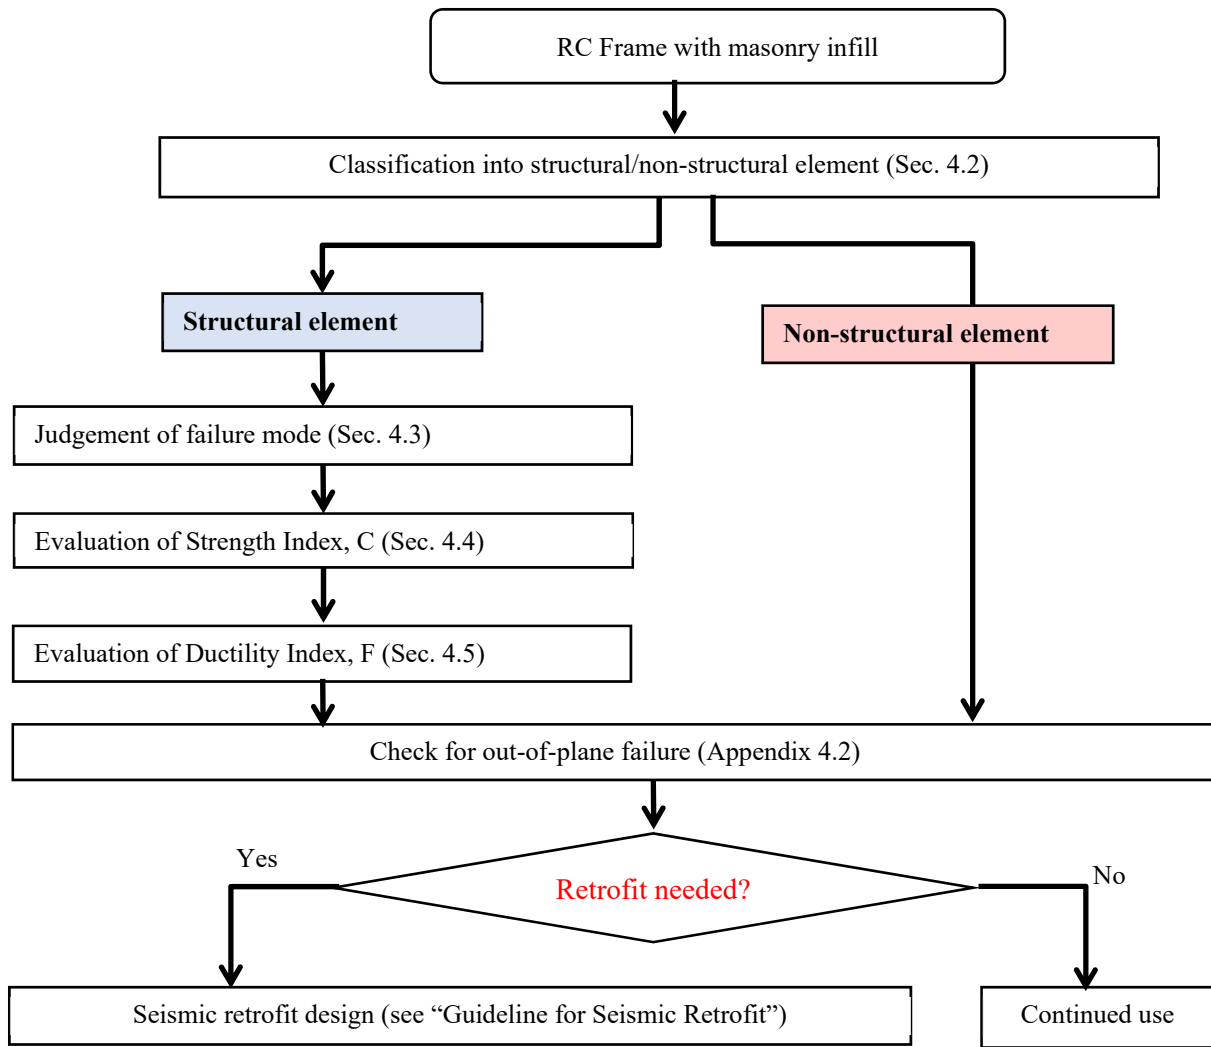 RC Frame with masonry infill
Classification into structural/non-structural element (Sec. 4.2)
Structural element
Non-structural element
Judgement of failure mode (Sec. 4.3)
Evaluation of Strength Index, C (Sec. 4.4)
Evaluation of Ductility Index, F (Sec. 4.5)
Check for out-of-plane failure (Appendix 4.2)
Yes
Retrofit needed?
No
Seismic retrofit design (see “Guideline for Seismic Retrofit”)
Continued use